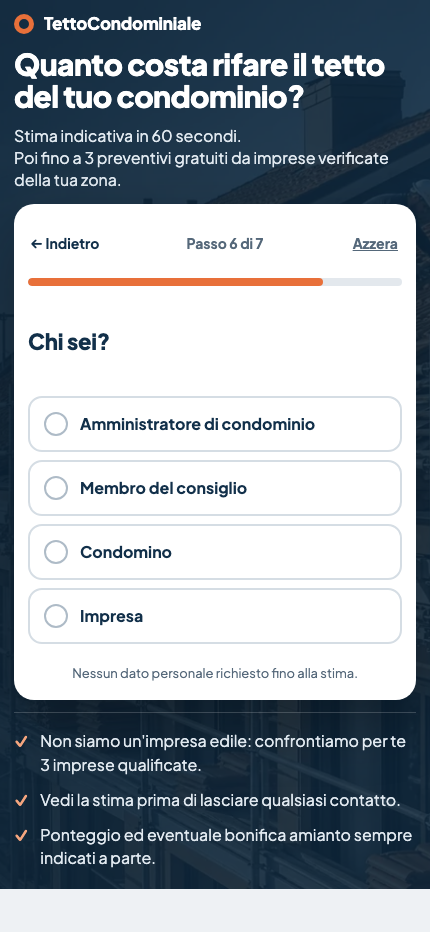 TettoCondominiale
Quanto costa rifare il tetto
del tuo condominio?
Stima indicativa in 60 secondi.
Poi fino a 3 preventivi gratuiti da imprese verificate
della tua zona.
← Indietro
Passo 6 di 7
Azzera
Chi sei?
Amministratore di condominio
Membro del consiglio
Condomino
Impresa
Nessun dato personale richiesto fino alla stima.
Non siamo un'impresa edile: confrontiamo per te
3 imprese qualificate.
Vedi la stima prima di lasciare qualsiasi contatto.
Ponteggio ed eventuale bonifica amianto sempre
indicati a parte.